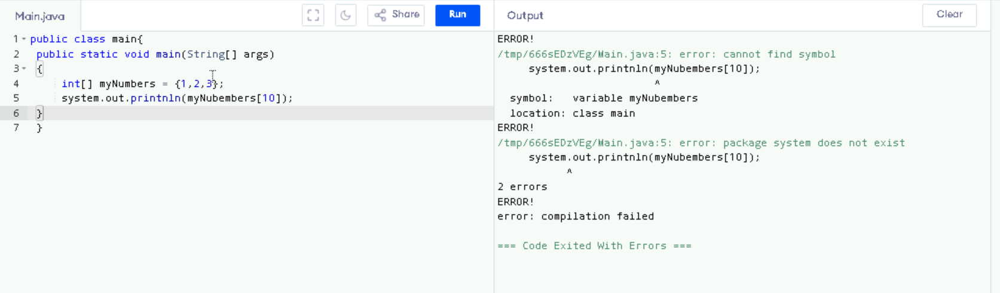 Main.java
Share
Run
Output
Clear
1 public class main{
2 public static void main(String[] args)
3 {
4 int[] myNumbers = {1,2,3};
5 system.out.printnln(myNubembers[10]);
6 }
7 }
ERROR!
/tmp/666sEDzVEg/Main.java:5: error: cannot find symbol
system.out.printnln(myNubembers[10]);
^
symbol: variable myNubembers
location: class main
ERROR!
/tmp/666sEDzVEg/Main.java:5: error: package system does not exist
system.out.printnln(myNubembers[10]);
^
2 errors
ERROR!
error: compilation failed
=== Code Exited With Errors ===